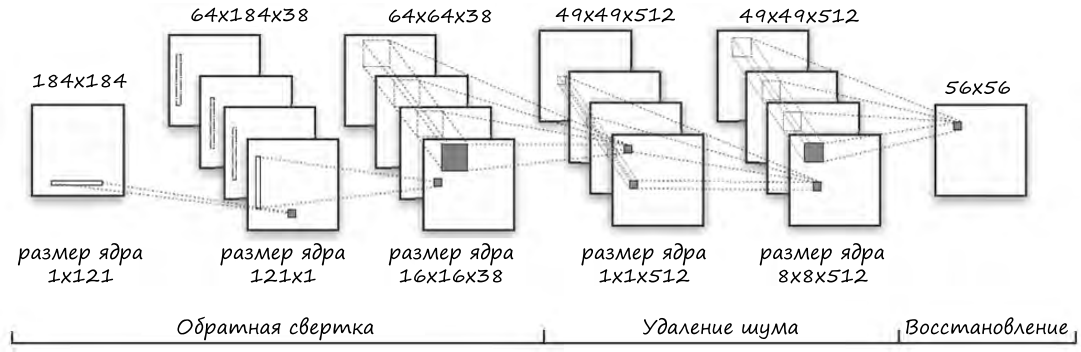 64x184x38
64x64x38
49x49x512
49x49x512
184x184
56x56
размер ядра
1x121
размер ядра
121x1
размер ядра
16x16x38
размер ядра
1x1x512
размер ядра
8x8x512
Обратная свертка
Удаление шума
Восстановление